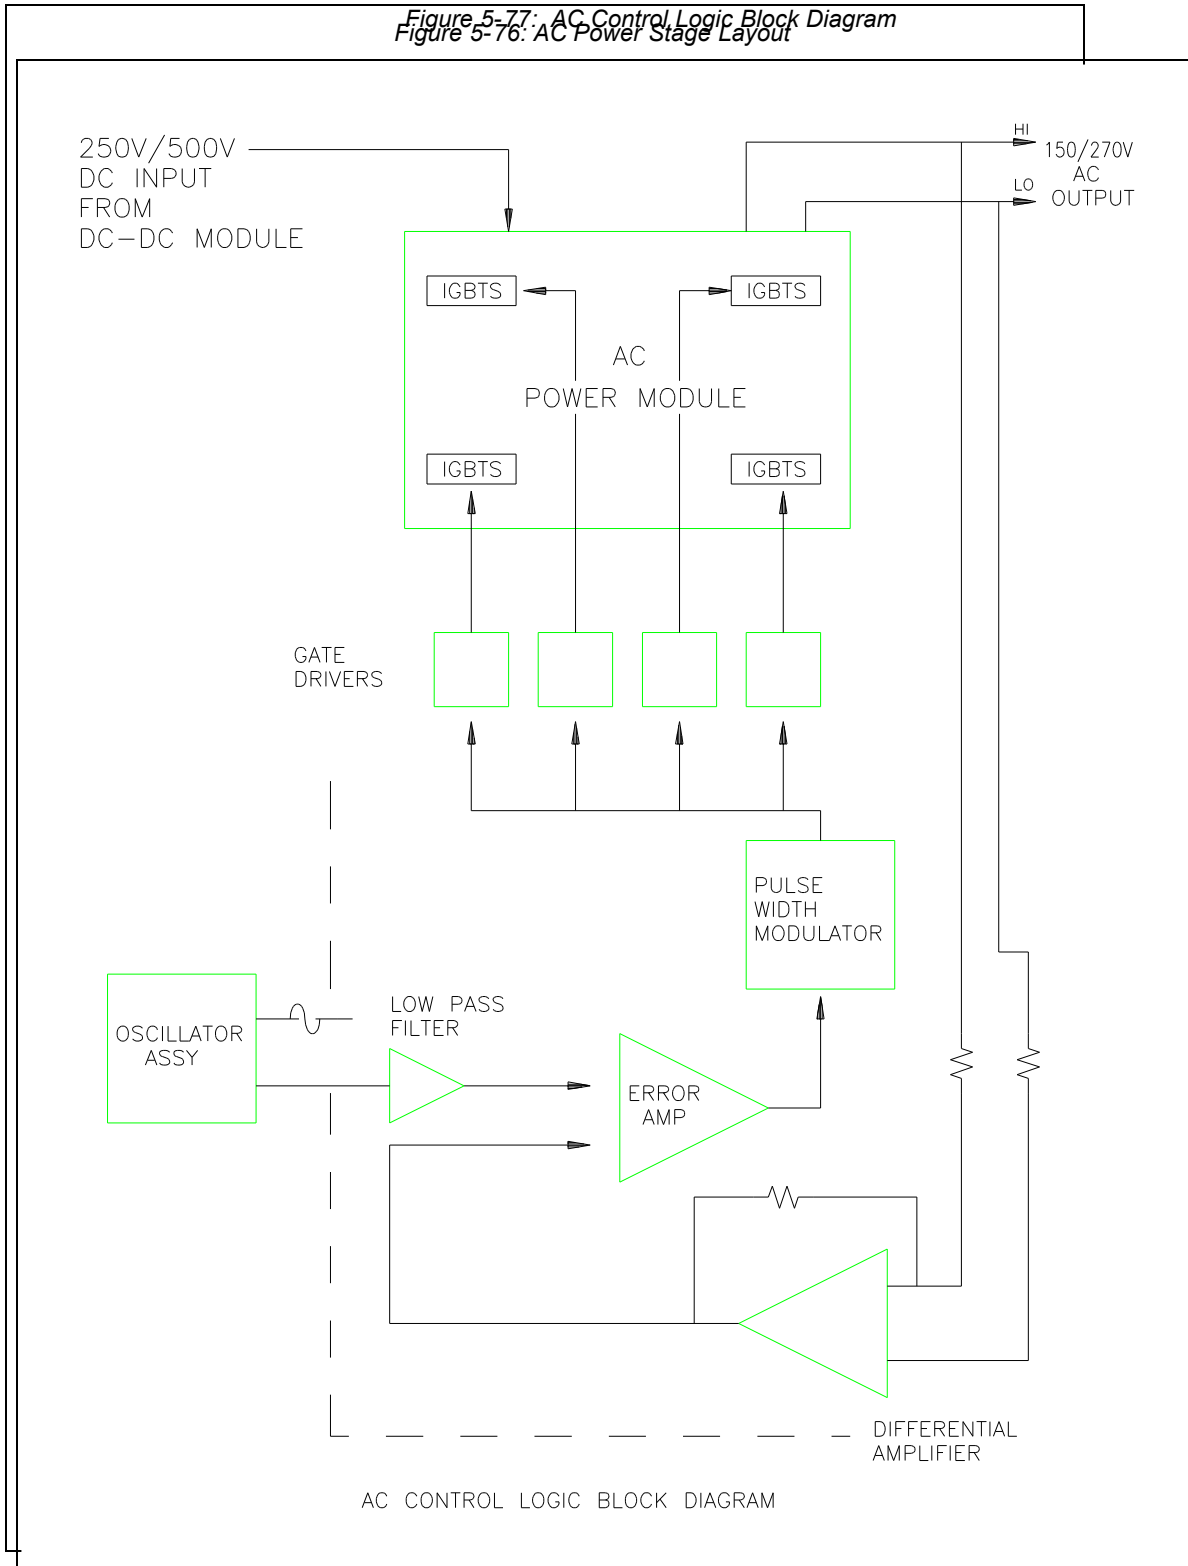 Figure 5-77:  AC Control Logic Block Diagram
Figure 5-76: AC Power Stage Layout
250V/500V
DC INPUT
FROM
DC-DC MODULE
HI
150/270V
AC
LO
OUTPUT
IGBTS
IGBTS
AC
POWER MODULE
IGBTS
IGBTS
GATE
DRIVERS
PULSE
WIDTH
MODULATOR
LOW PASS
FILTER
OSCILLATOR
ASSY
ERROR
AMP
DIFFERENTIAL
AMPLIFIER
AC CONTROL LOGIC BLOCK DIAGRAM